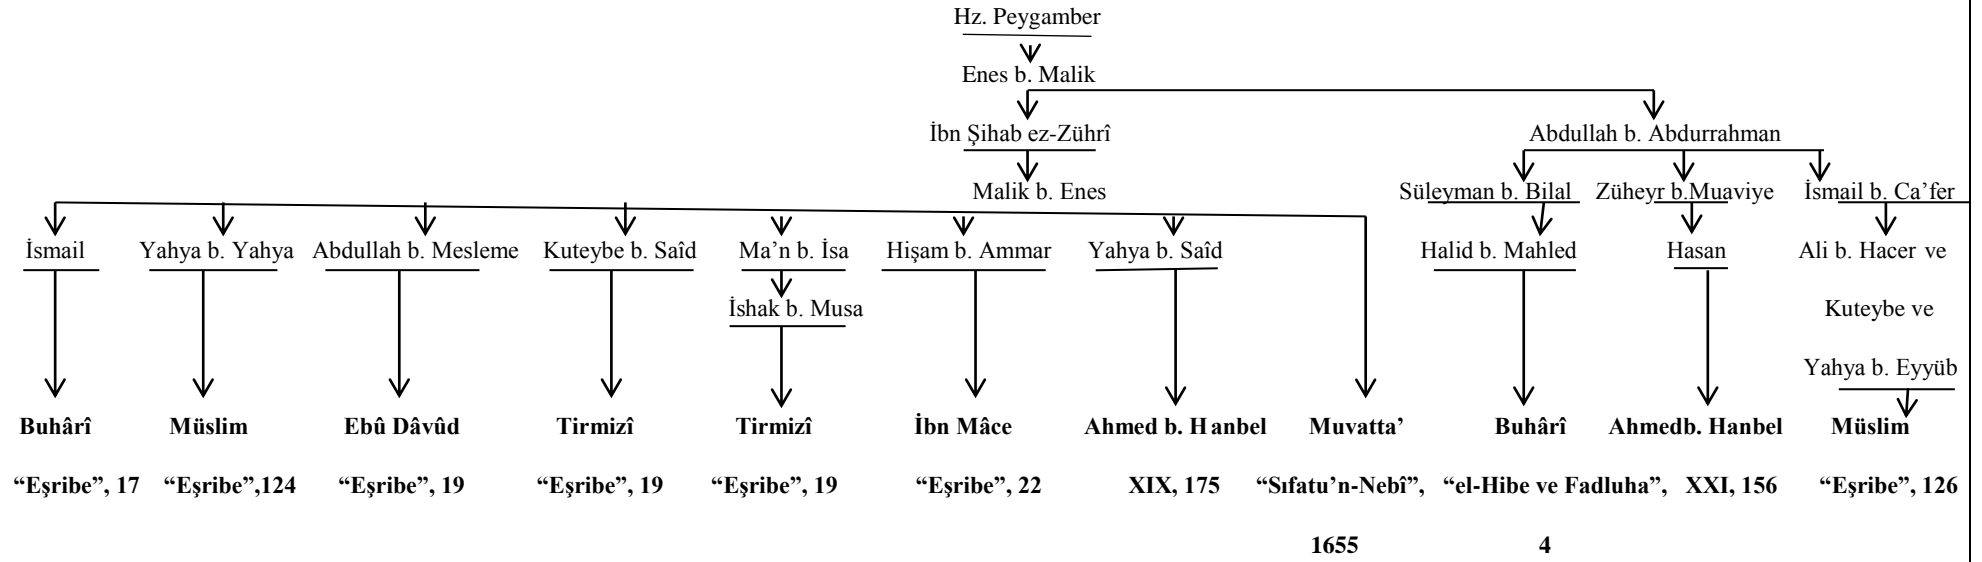 Hz. Peygamber
Enes b. Malik
İbn Şihab ez-Zührî Abdullah b. Abdurrahman
Malik b. Enes Süleyman b. Bilal Züheyr b.Muaviye İsmail b. Ca’fer
İsmail Yahya b. Yahya Abdullah b. Mesleme Kuteybe b. Saîd Ma’n b. İsa Hişam b. Ammar Yahya b. Saîd Halid b. Mahled Hasan Ali b. Hacer ve
İshak b. Musa Kuteybe ve
Yahya b. Eyyüb
Buhârî Müslim Ebû Dâvûd Tirmizî Tirmizî İbn Mâce Ahmed b. Hanbel Muvatta’ Buhârî Ahmedb. Hanbel Müslim
“Eşribe”, 17 “Eşribe”,124 “Eşribe”, 19 “Eşribe”, 19 “Eşribe”, 19 “Eşribe”, 22 XIX, 175 “Sıfatu’n-Nebî”, “el-Hibe ve Fadluha”, XXI, 156 “Eşribe”, 126
1655 4